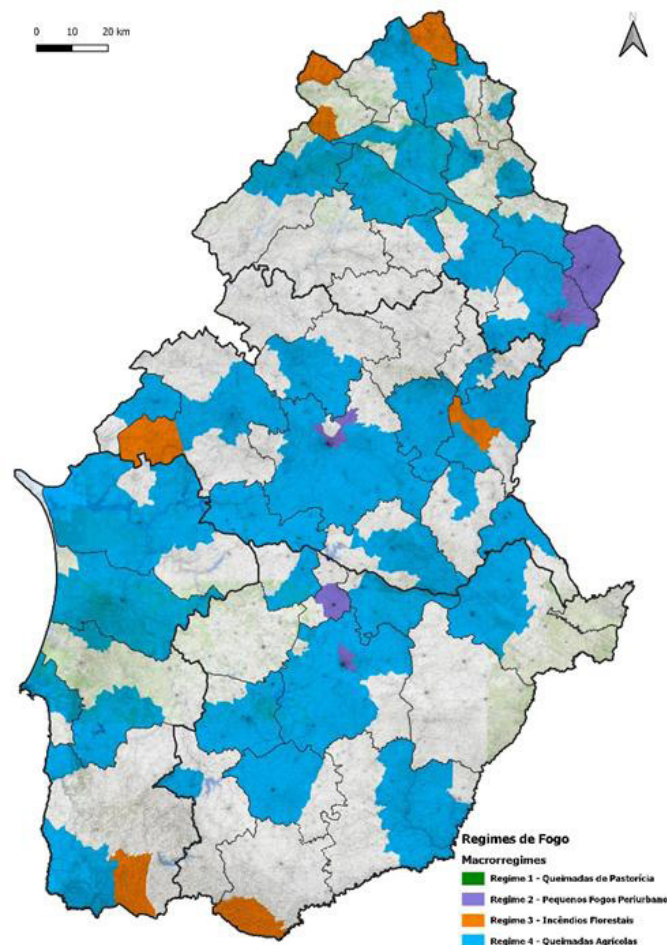 N
0 10 20 km
Regimes de Fogo
Macrorregimes
Regime 1 - Queimadas de Pastorícia
Regime 2 - Pequenos Fogos Periurbano
Regime 3 - Incêndios Florestais
Regime 4 - Queimadas Agrícolas